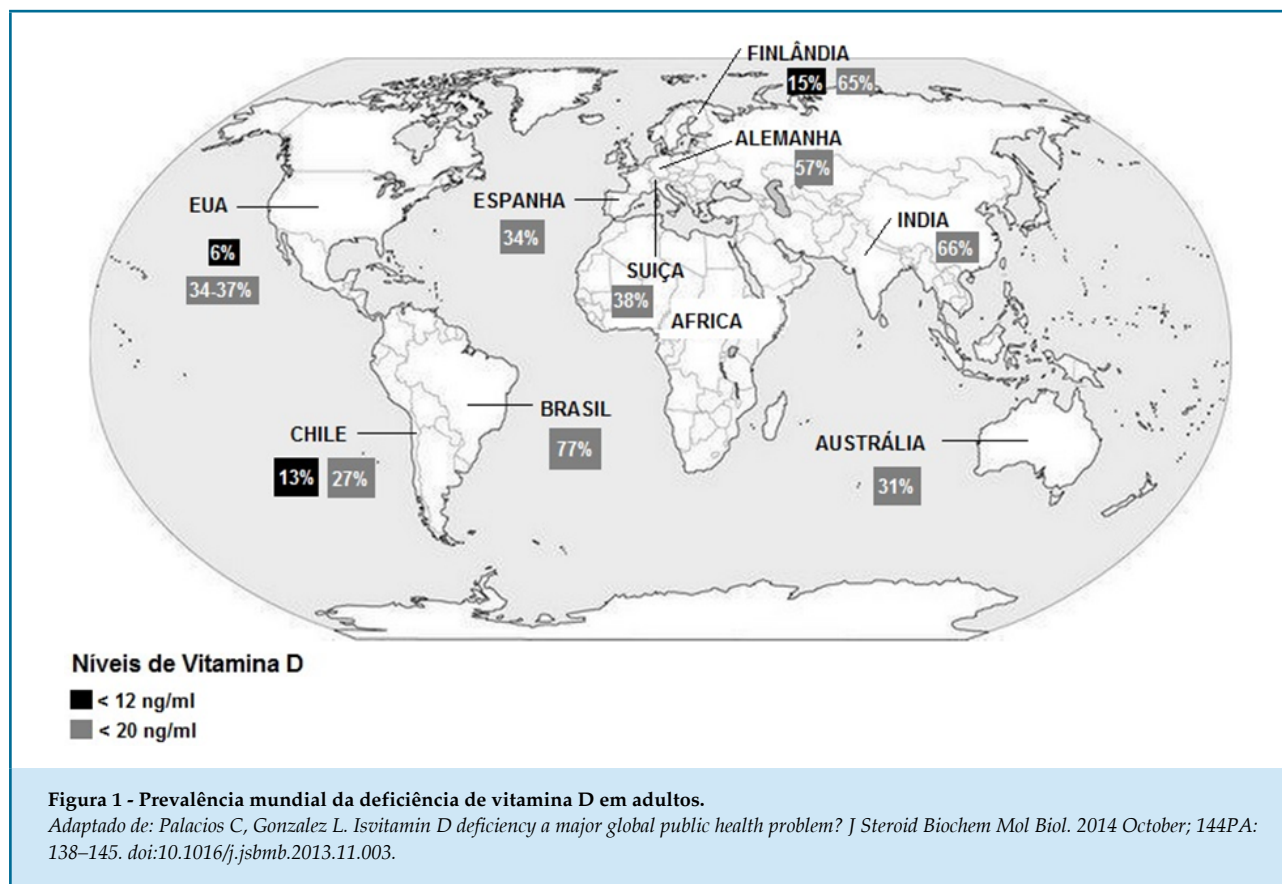 FINLÂNDIA
15% 65%
ALEMANHA
57%
EUA
6%
34-37%
ESPANHA
34%
INDIA
66%
SUIÇA
38%
AFRICA
BRASIL
77%
CHILE
13% 27%
AUSTRÁLIA
31%
Níveis de Vitamina D
< 12 ng/ml
< 20 ng/ml
Figura 1 - Prevalência mundial da deficiência de vitamina D em adultos.
Adaptado de: Palacios C, Gonzalez L. Isvitamin D deficiency a major global public health problem? J Steroid Biochem Mol Biol. 2014 October; 144PA:
138–145. doi:10.1016/j.jsbmb.2013.11.003.